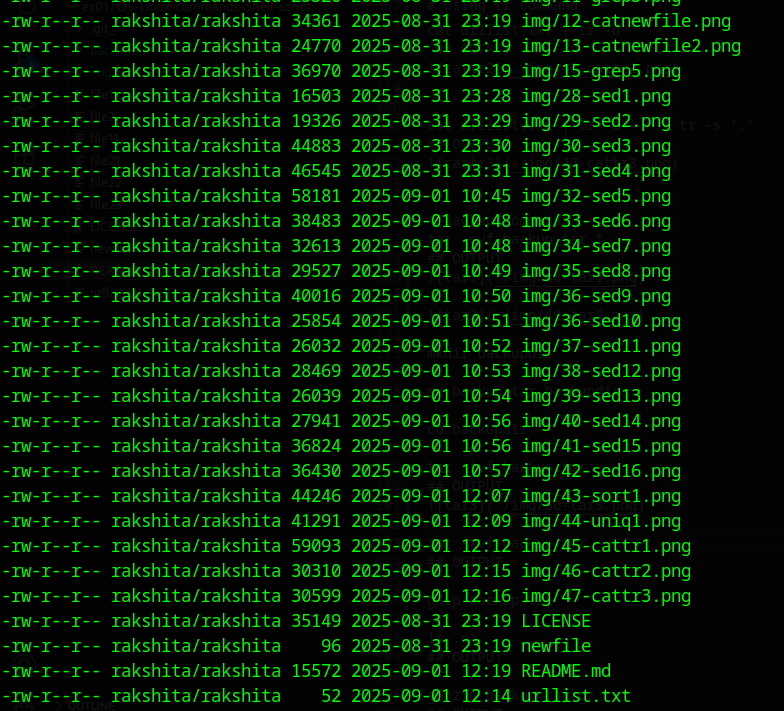 -rw-r--r-- rakshita/rakshita 34361 2025-08-31 23:19 img/12-catnewfile.png
-rw-r--r-- rakshita/rakshita 24770 2025-08-31 23:19 img/13-catnewfile2.png
-rw-r--r-- rakshita/rakshita 36970 2025-08-31 23:19 img/15-grep5.png
-rw-r--r-- rakshita/rakshita 16503 2025-08-31 23:28 img/28-sed1.png
-rw-r--r-- rakshita/rakshita 19326 2025-08-31 23:29 img/29-sed2.png
-rw-r--r-- rakshita/rakshita 44883 2025-08-31 23:30 img/30-sed3.png
-rw-r--r-- rakshita/rakshita 46545 2025-08-31 23:31 img/31-sed4.png
-rw-r--r-- rakshita/rakshita 58181 2025-09-01 10:45 img/32-sed5.png
-rw-r--r-- rakshita/rakshita 38483 2025-09-01 10:48 img/33-sed6.png
-rw-r--r-- rakshita/rakshita 32613 2025-09-01 10:48 img/34-sed7.png
-rw-r--r-- rakshita/rakshita 29527 2025-09-01 10:49 img/35-sed8.png
-rw-r--r-- rakshita/rakshita 40016 2025-09-01 10:50 img/36-sed9.png
-rw-r--r-- rakshita/rakshita 25854 2025-09-01 10:51 img/36-sed10.png
-rw-r--r-- rakshita/rakshita 26032 2025-09-01 10:52 img/37-sed11.png
-rw-r--r-- rakshita/rakshita 28469 2025-09-01 10:53 img/38-sed12.png
-rw-r--r-- rakshita/rakshita 26039 2025-09-01 10:54 img/39-sed13.png
-rw-r--r-- rakshita/rakshita 27941 2025-09-01 10:56 img/40-sed14.png
-rw-r--r-- rakshita/rakshita 36824 2025-09-01 10:56 img/41-sed15.png
-rw-r--r-- rakshita/rakshita 36430 2025-09-01 10:57 img/42-sed16.png
-rw-r--r-- rakshita/rakshita 44246 2025-09-01 12:07 img/43-sort1.png
-rw-r--r-- rakshita/rakshita 41291 2025-09-01 12:09 img/44-uniq1.png
-rw-r--r-- rakshita/rakshita 59093 2025-09-01 12:12 img/45-cattr1.png
-rw-r--r-- rakshita/rakshita 30310 2025-09-01 12:15 img/46-cattr2.png
-rw-r--r-- rakshita/rakshita 30599 2025-09-01 12:16 img/47-cattr3.png
-rw-r--r-- rakshita/rakshita 35149 2025-08-31 23:19 LICENSE
-rw-r--r-- rakshita/rakshita    96 2025-08-31 23:19 newfile
-rw-r--r-- rakshita/rakshita 15572 2025-09-01 12:19 README.md
-rw-r--r-- rakshita/rakshita    52 2025-09-01 12:14 urllist.txt